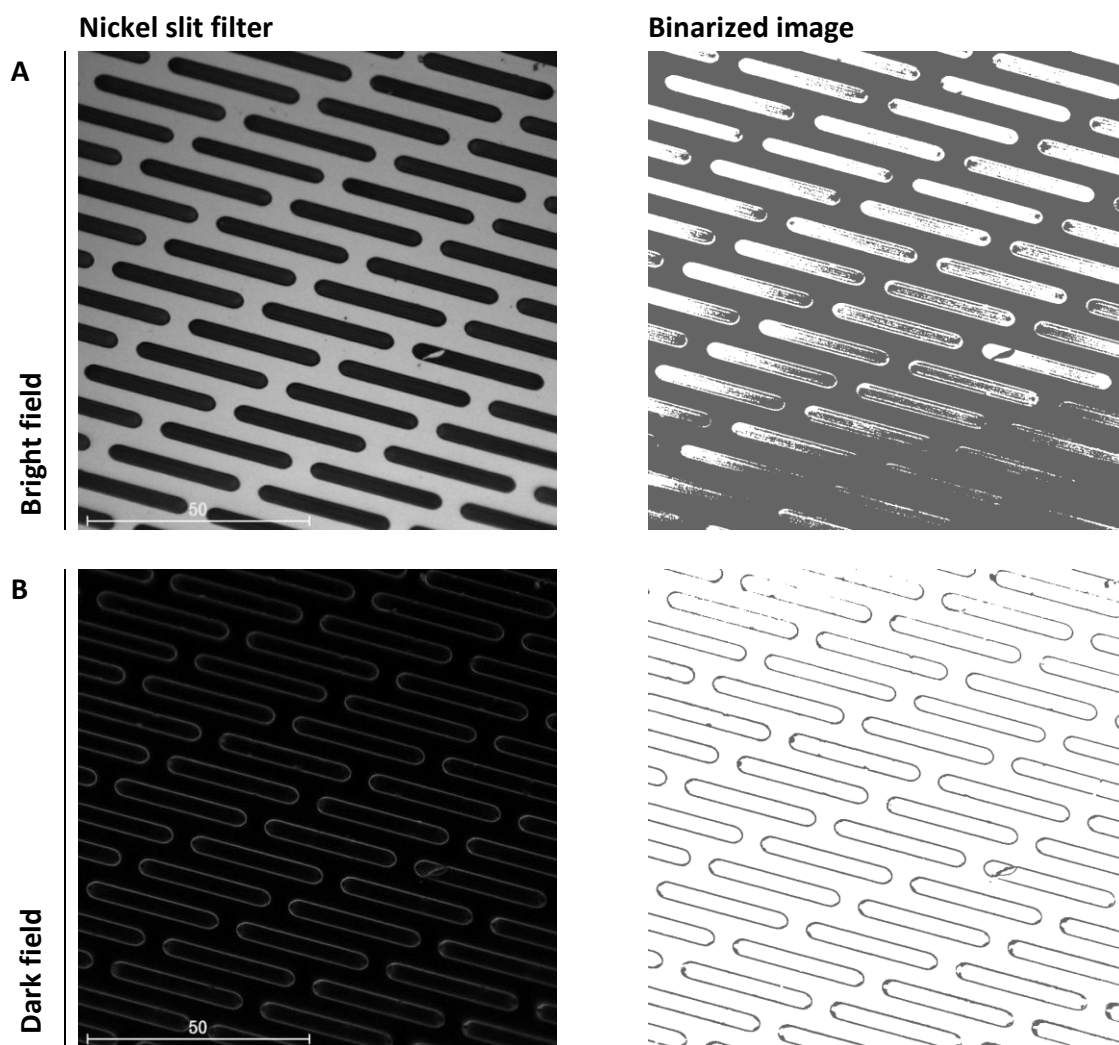 Nickel slit filter
Binarized image
A
Bright field
50
B
Dark field
50